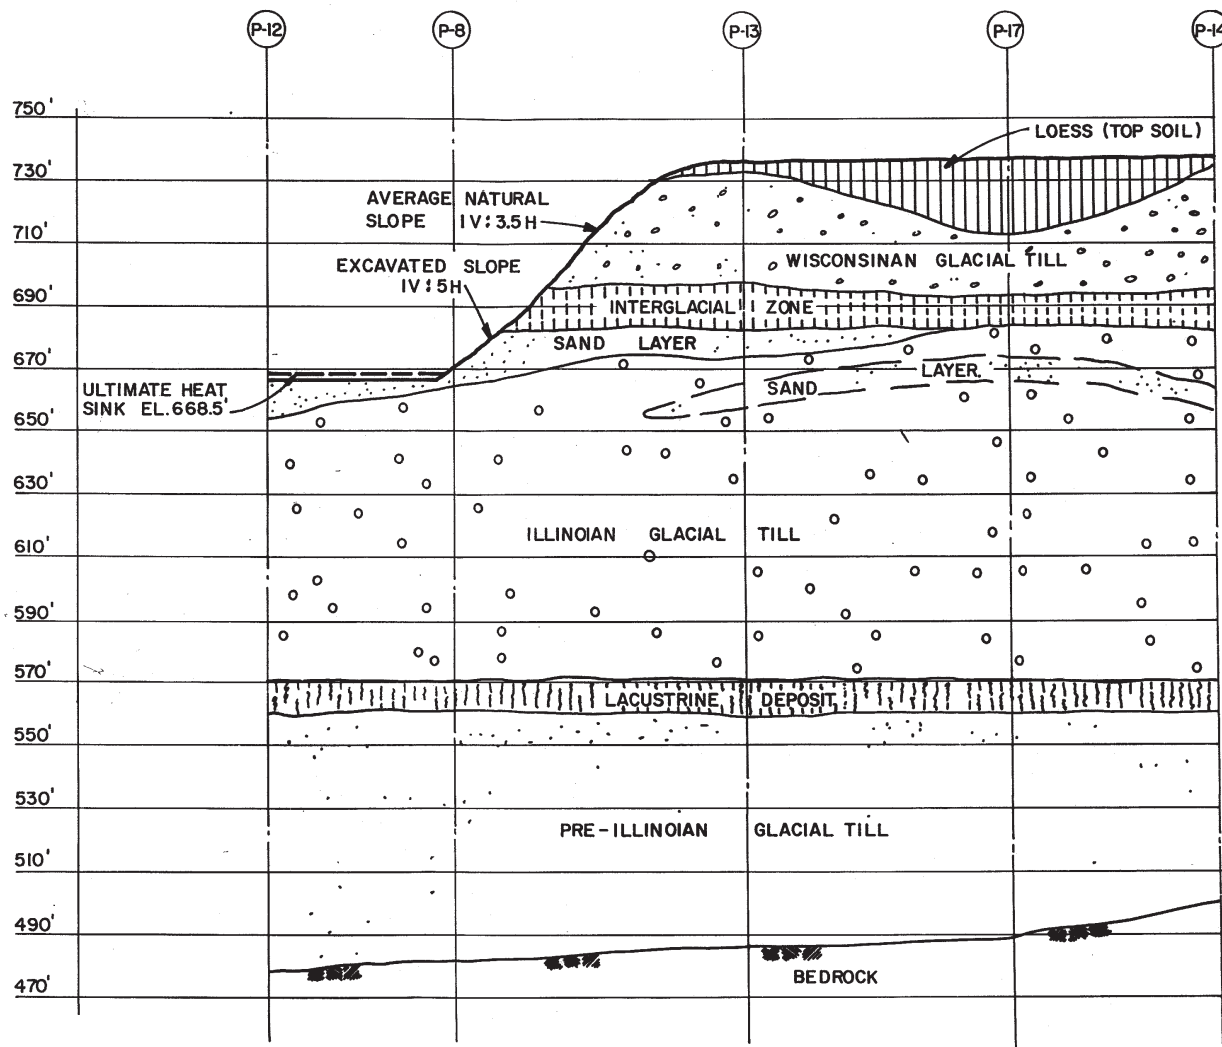 P-12 P-8 P-13 P-17 P-14
750'
LOESS (TOP SOIL)
730'
AVERAGE NATURAL
SLOPE 1V:3.5H
710'
EXCAVATED SLOPE
1V:5H
WISCONSINAN GLACIAL TILL
690'
INTERGLACIAL ZONE
SAND LAYER
670'
LAYER
SAND
ULTIMATE HEAT
SINK EL.668.5'
650'
630'
ILLINOIAN GLACIAL TILL
610'
590'
570'
LACUSTRINE DEPOSIT
550'
530'
PRE-ILLINOIAN GLACIAL TILL
510'
490'
BEDROCK
470'